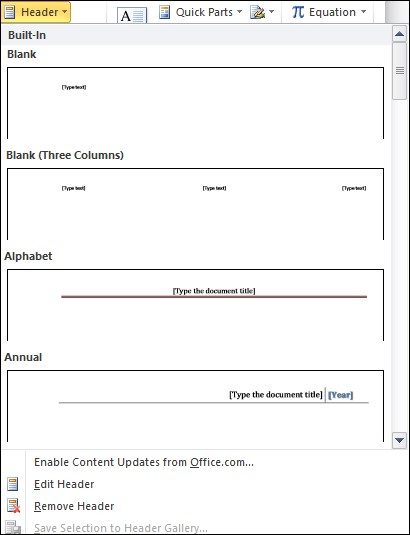 Header Quick Parts π Equation
A
Built-In
Blank
[Type text]
Blank (Three Columns)
[Type text] [Type text] [Type text]
Alphabet
[Type the document title]
Annual
[Type the document title] [Year]
Enable Content Updates from Office.com...
Edit Header
Remove Header
Save Selection to Header Gallery...